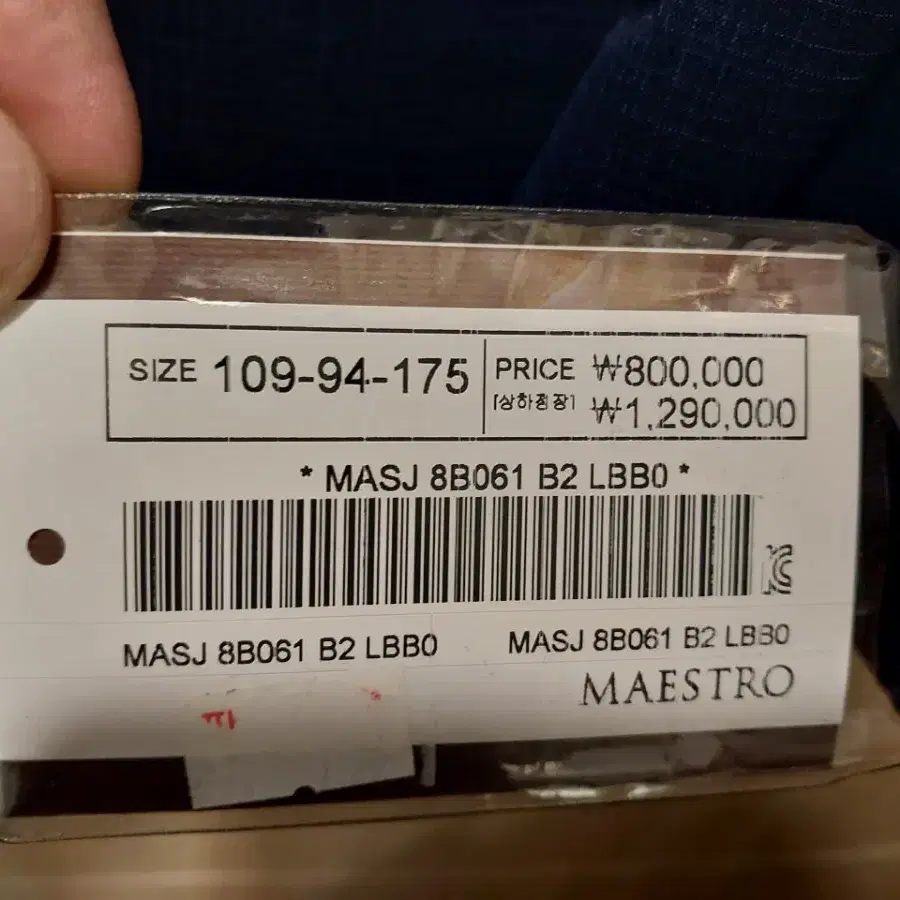 SIZE 109-94-175
PRICE ₩800,000
[상하정장] ₩1,290,000
* MASJ 8B061 B2 LBB0 *
MASJ 8B061 B2 LBB0
MASJ 8B061 B2 LBB0
MAESTRO